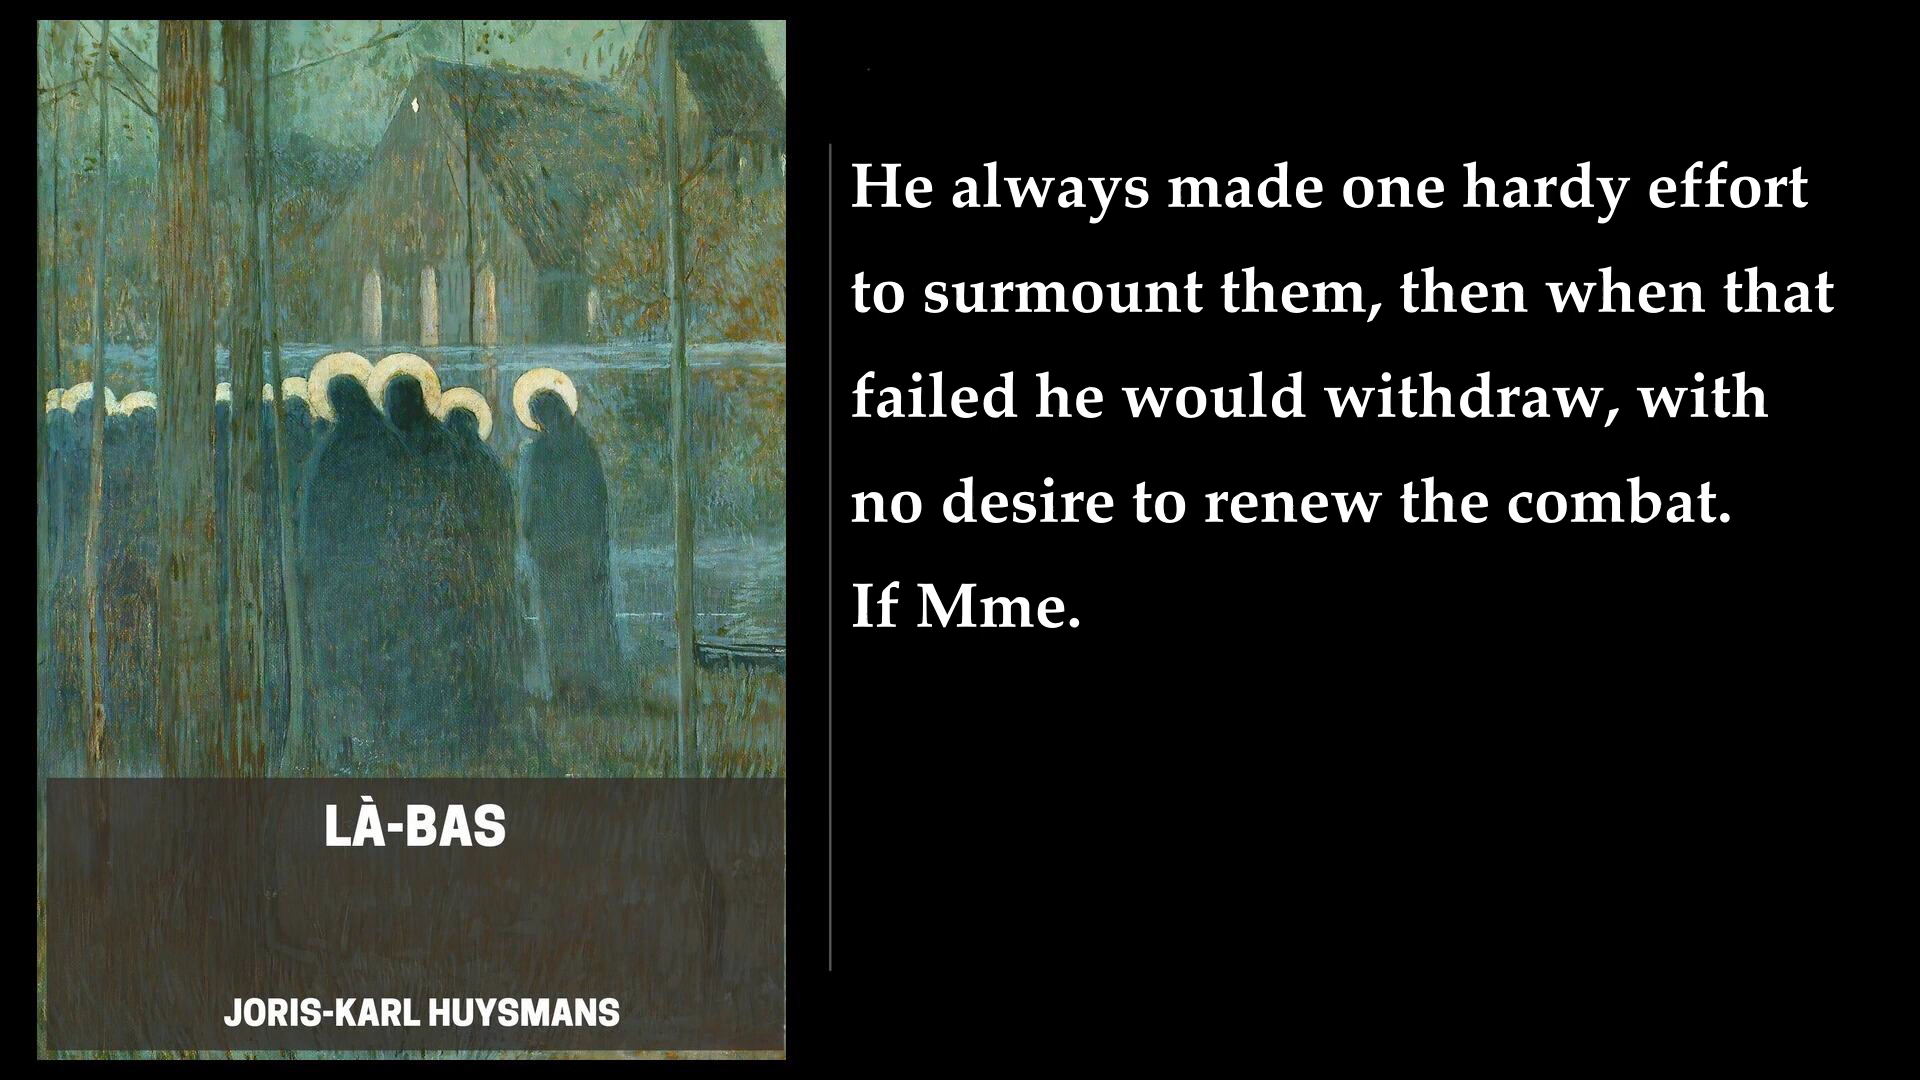 LÀ-BAS
JORIS-KARL HUYSMANS
He always made one hardy effort
to surmount them, then when that
failed he would withdraw, with
no desire to renew the combat.
If Mme.